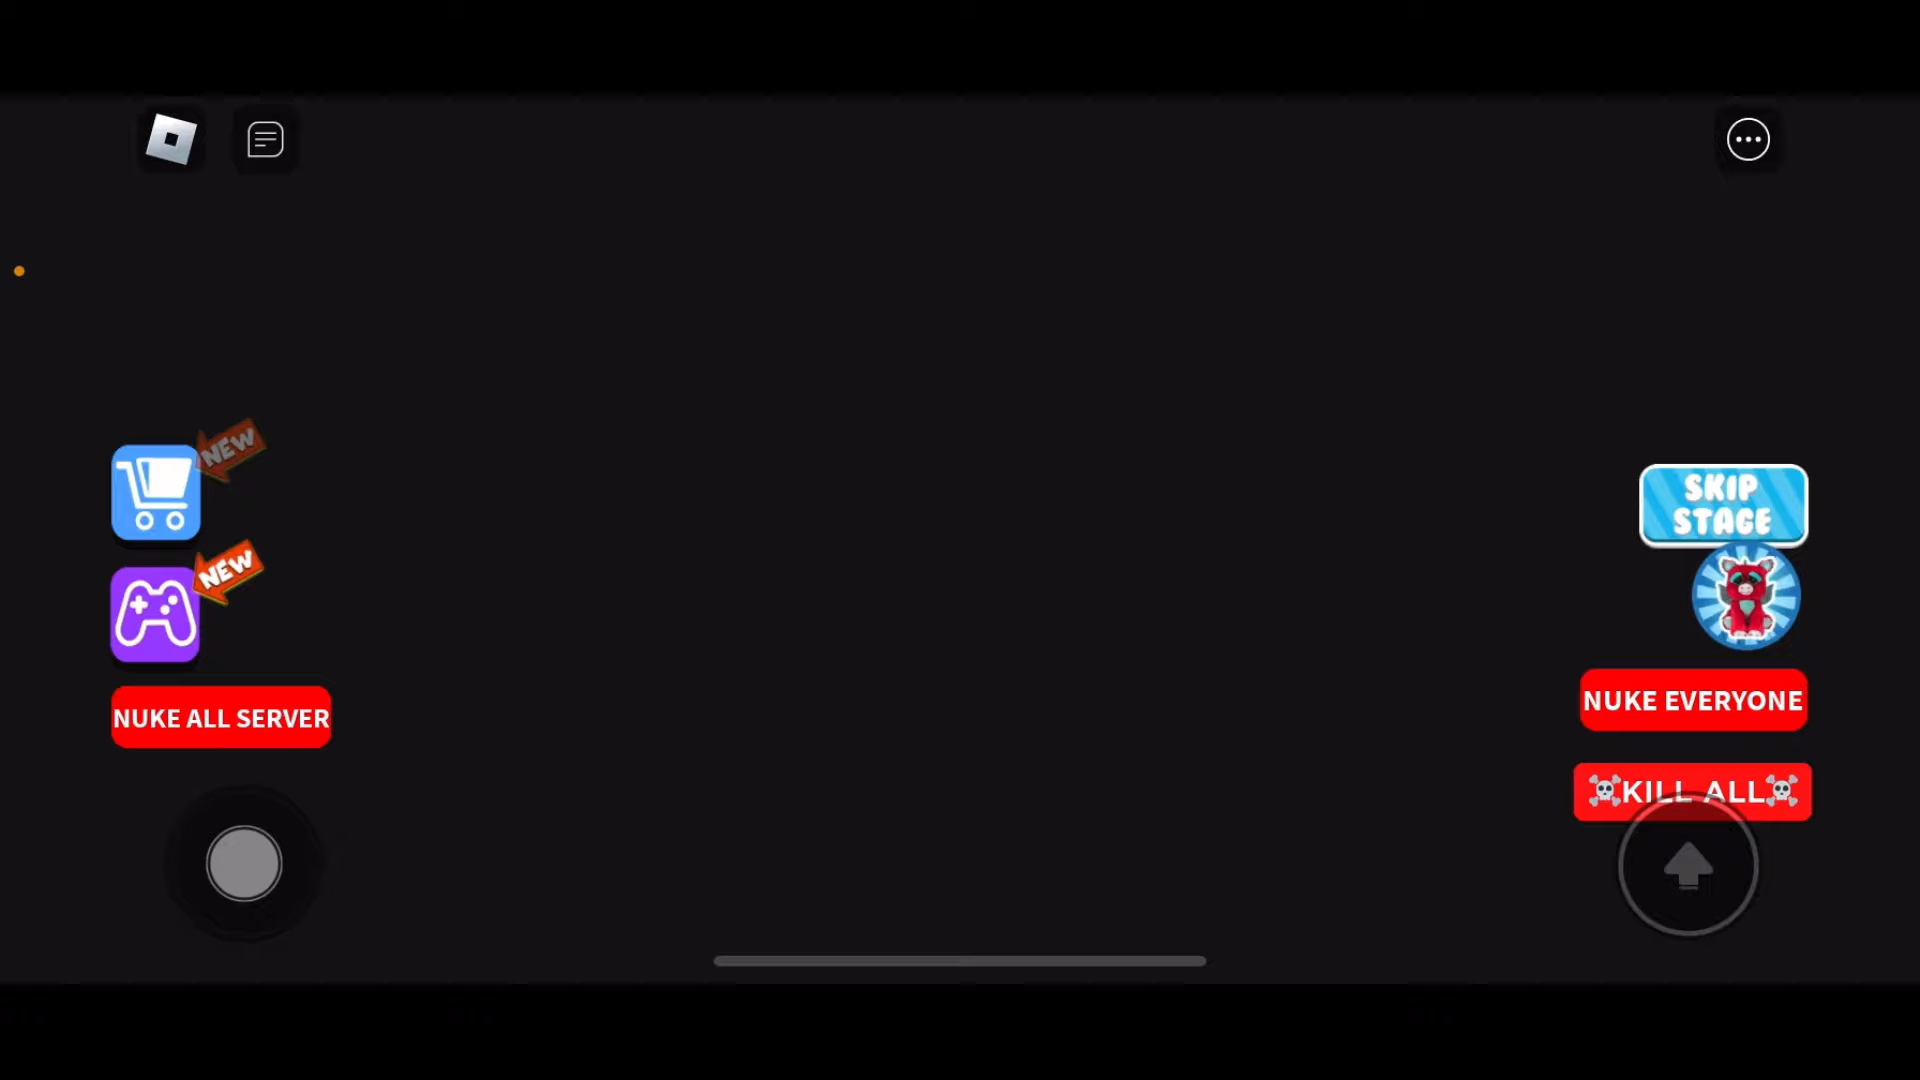 NEW
SKIP
STAGE
NEW
NUKE ALL SERVER
NUKE EVERYONE
☠KILL ALL☠